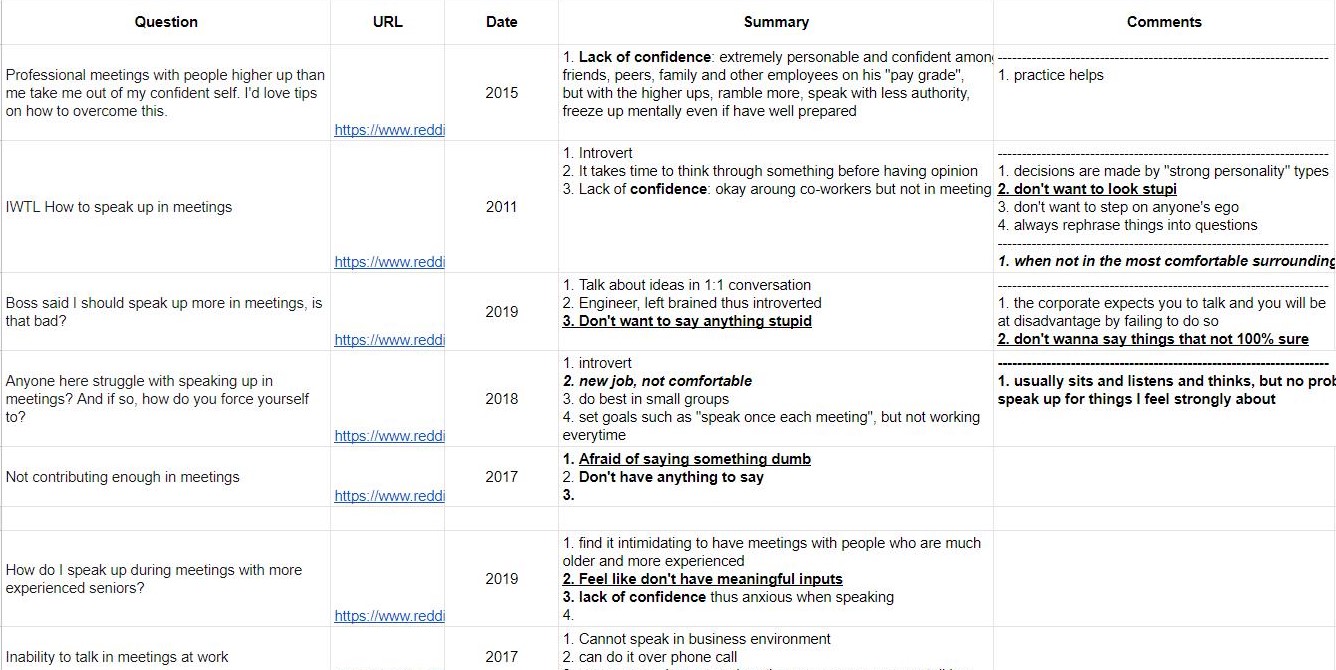 Question
URL
Date
Summary
Comments
Professional meetings with people higher up than
me take me out of my confident self. I'd love tips
on how to overcome this.
https://www.reddi
2015
1. Lack of confidence: extremely personable and confident among
friends, peers, family and other employees on his "pay grade",
but with the higher ups, ramble more, speak with less authority,
freeze up mentally even if have well prepared
--------------------------------------------------------------------------------
1. practice helps
IWTL How to speak up in meetings
https://www.reddi
2011
1. Introvert
2. It takes time to think through something before having opinion
3. Lack of confidence: okay aroung co-workers but not in meeting
--------------------------------------------------------------------------------
1. decisions are made by "strong personality" types
2. don't want to look stupi
3. don't want to step on anyone's ego
4. always rephrase things into questions
--------------------------------------------------------------------------------
1. when not in the most comfortable surrounding
Boss said I should speak up more in meetings, is
that bad?
https://www.reddi
2019
1. Talk about ideas in 1:1 conversation
2. Engineer, left brained thus introverted
3. Don't want to say anything stupid
--------------------------------------------------------------------------------
1. the corporate expects you to talk and you will be
at disadvantage by failing to do so
2. don't wanna say things that not 100% sure
Anyone here struggle with speaking up in
meetings? And if so, how do you force yourself
to?
https://www.reddi
2018
1. introvert
2. new job, not comfortable
3. do best in small groups
4. set goals such as "speak once each meeting", but not working
everytime
--------------------------------------------------------------------------------
1. usually sits and listens and thinks, but no prob
speak up for things I feel strongly about
Not contributing enough in meetings
https://www.reddi
2017
1. Afraid of saying something dumb
2. Don't have anything to say
3.
How do I speak up during meetings with more
experienced seniors?
https://www.reddi
2019
1. find it intimidating to have meetings with people who are much
older and more experienced
2. Feel like don't have meaningful inputs
3. lack of confidence thus anxious when speaking
4.
Inability to talk in meetings at work
2017
1. Cannot speak in business environment
2. can do it over phone call